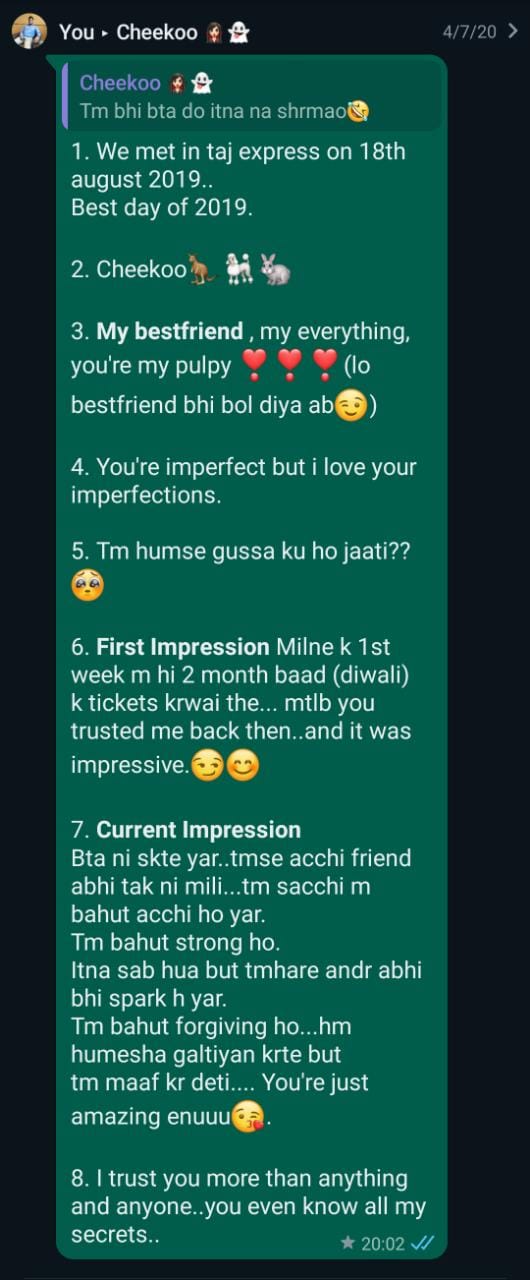 You ▸ Cheekoo 👩🏻👻 4/7/20 >
Cheekoo 👩🏻👻
Tm bhi bta do itna na shrmao🤣
1. We met in taj express on 18th
august 2019..
Best day of 2019.
2. Cheekoo🦘🐩🐇
3. My bestfriend , my everything,
you're my pulpy ❣️❣️❣️(lo
bestfriend bhi bol diya ab😉)
4. You're imperfect but i love your
imperfections.
5. Tm humse gussa ku ho jaati??
🥺
6. First Impression Milne k 1st
week m hi 2 month baad (diwali)
k tickets krwai the... mtlb you
trusted me back then..and it was
impressive.😏😊
7. Current Impression
Bta ni skte yar..tmse acchi friend
abhi tak ni mili...tm sacchi m
bahut acchi ho yar.
Tm bahut strong ho.
Itna sab hua but tmhare andr abhi
bhi spark h yar.
Tm bahut forgiving ho...hm
humesha galtiyan krte but
tm maaf kr deti.... You're just
amazing enuuu😘.
8. I trust you more than anything
and anyone..you even know all my
secrets..
★ 20:02 ✓✓